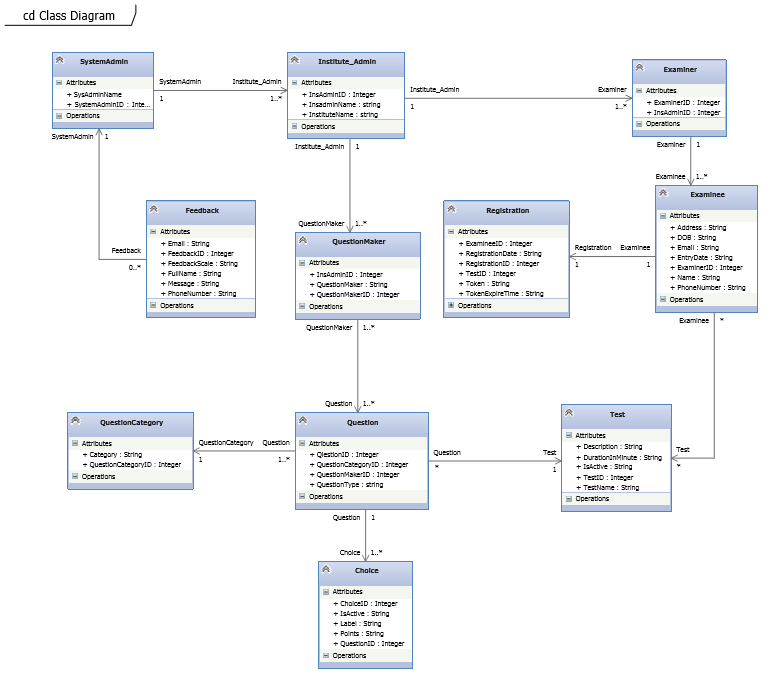 cd Class Diagram
SystemAdmin
Attributes
+ SysAdminName
+ SystemAdminID : Inte...
Operations
SystemAdmin
1
Institute_Admin
1..*
Institute_Admin
Attributes
+ InsAdminID : Integer
+ InsadminName : string
+ InstituteName : string
Operations
Institute_Admin
1
Examiner
1..*
Examiner
Attributes
+ ExaminerID : Integer
+ InsAdminID : Integer
Operations
SystemAdmin
1
Feedback
0..*
Feedback
Attributes
+ Email : String
+ FeedbackID : Integer
+ FeedbackScale : String
+ FullName : String
+ Message : String
+ PhoneNumber : String
Operations
Institute_Admin
1
QuestionMaker
1..*
QuestionMaker
Attributes
+ InsAdminID : Integer
+ QuestionMaker : String
+ QuestionMakerID : Integer
Operations
Registration
Attributes
+ ExamineeID : Integer
+ RegistrationDate : String
+ RegistrationID : Integer
+ TestID : Integer
+ Token : String
+ TokenExpireTime : String
Operations
Registration
1
Examinee
1
Examiner
1
Examinee
1..*
Examinee
Attributes
+ Address : String
+ DOB : String
+ Email : String
+ EntryDate : String
+ ExaminerID : Integer
+ Name : String
+ PhoneNumber : String
Operations
Examinee
*
Test
*
QuestionMaker
1..*
Question
1..*
QuestionCategory
Attributes
+ Category : String
+ QuestionCategoryID : Integer
Operations
QuestionCategory
1
Question
1..*
Question
Attributes
+ QiestionID : Integer
+ QuestionCategoryID : Integer
+ QuestionMakerID : Integer
+ QuestionType : string
Operations
Question
*
Test
1
Test
Attributes
+ Description : String
+ DurationInMinute : String
+ IsActive : String
+ TestID : Integer
+ TestName : String
Operations
Question
1
Choice
1..*
Choice
Attributes
+ ChoiceID : Integer
+ IsActive : String
+ Label : String
+ Points : String
+ QuestionID : Integer
Operations